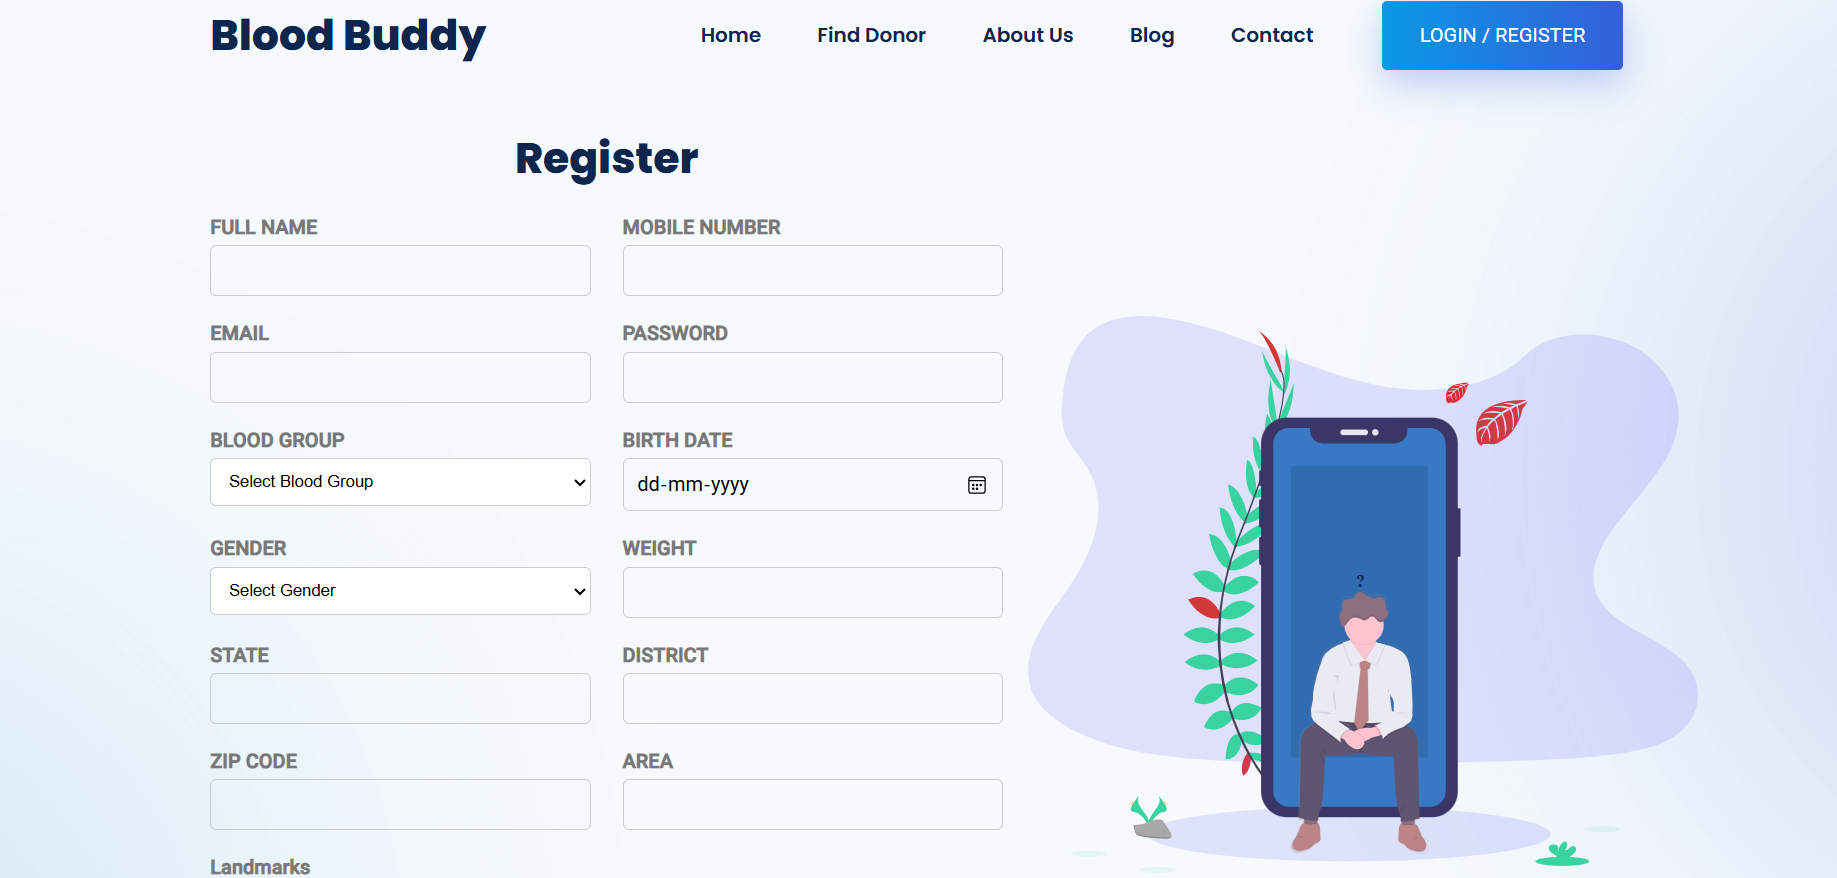 Blood Buddy
Home
Find Donor
About Us
Blog
Contact
LOGIN / REGISTER
Register
FULL NAME
MOBILE NUMBER
EMAIL
PASSWORD
BLOOD GROUP
BIRTH DATE
Select Blood Group
dd-mm-yyyy
GENDER
WEIGHT
Select Gender
STATE
DISTRICT
ZIP CODE
AREA
Landmarks
?